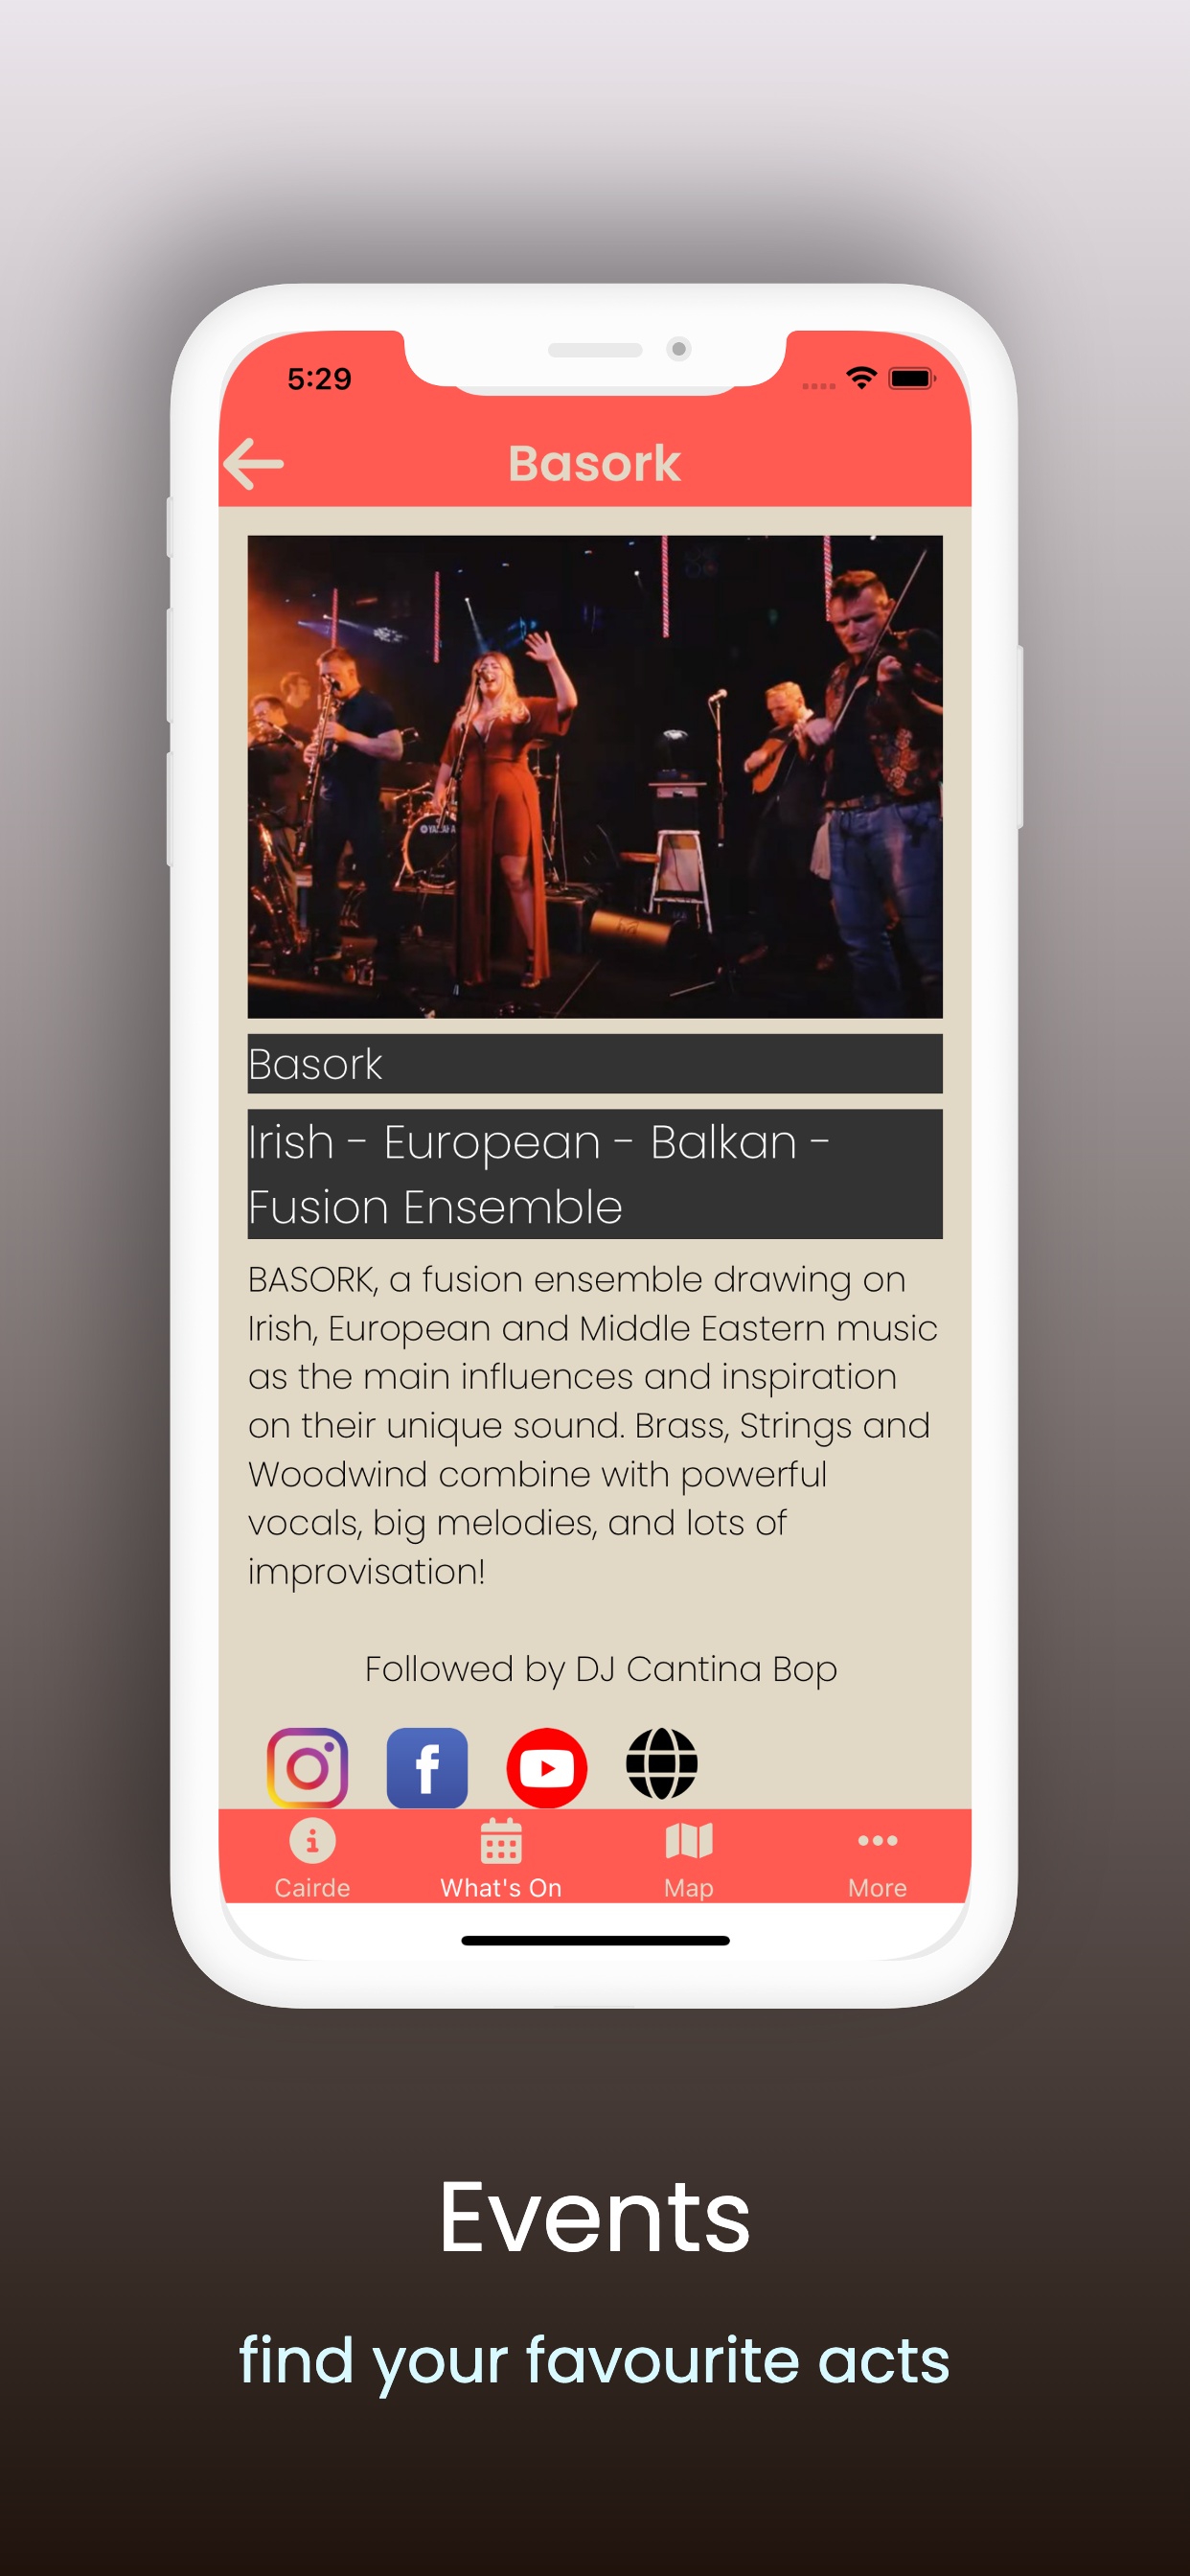 5:29
Basork
YAMAHA
Basork
Irish - European - Balkan -
Fusion Ensemble
BASORK, a fusion ensemble drawing on
Irish, European and Middle Eastern music
as the main influences and inspiration
on their unique sound. Brass, Strings and
Woodwind combine with powerful
vocals, big melodies, and lots of
improvisation!
Followed by DJ Cantina Bop
Cairde
What's On
Map
More
Events
find your favourite acts